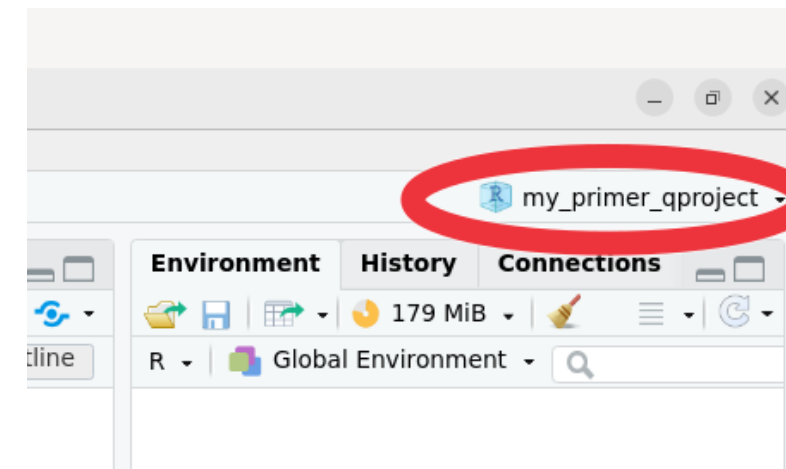 R my_primer_qproject
Environment History Connections
179 MiB
tline R Global Environment